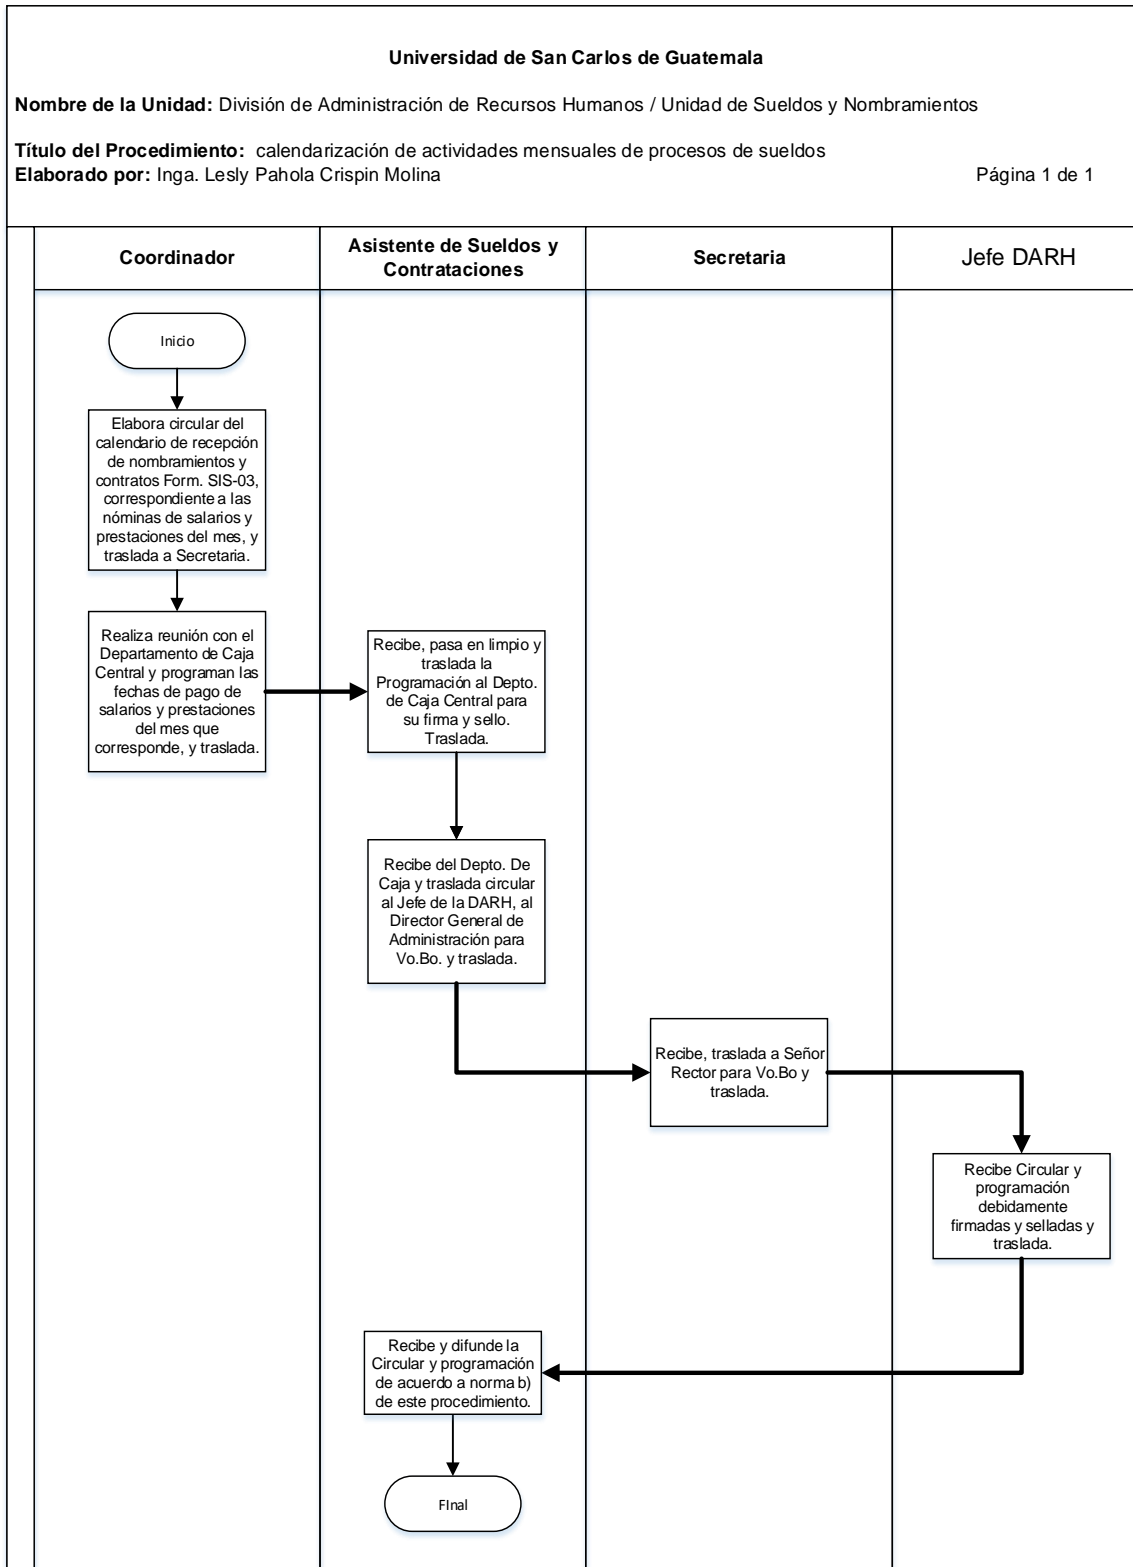 Universidad de San Carlos de Guatemala
Nombre de la Unidad: División de Administración de Recursos Humanos / Unidad de Sueldos y Nombramientos
Título del Procedimiento: calendarización de actividades mensuales de procesos de sueldos
Elaborado por: Inga. Lesly Pahola Crispin Molina
Página 1 de 1
Coordinador
Asistente de Sueldos y
Contrataciones
Secretaria
Jefe DARH
Inicio
Elabora circular del
calendario de recepción
de nombramientos y
contratos Form. SIS-03,
correspondiente a las
nóminas de salarios y
prestaciones del mes, y
traslada a Secretaria.
Realiza reunión con el
Departamento de Caja
Central y programan las
fechas de pago de
salarios y prestaciones
del mes que
corresponde, y traslada.
Recibe, pasa en limpio y
traslada la
Programación al Depto.
de Caja Central para
su firma y sello.
Traslada.
Recibe del Depto. De
Caja y traslada circular
al Jefe de la DARH, al
Director General de
Administración para
Vo.Bo. y traslada.
Recibe, traslada a Señor
Rector para Vo.Bo y
traslada.
Recibe Circular y
programación
debidamente
firmadas y selladas y
traslada.
Recibe y difunde la
Circular y programación
de acuerdo a norma b)
de este procedimiento.
FInal